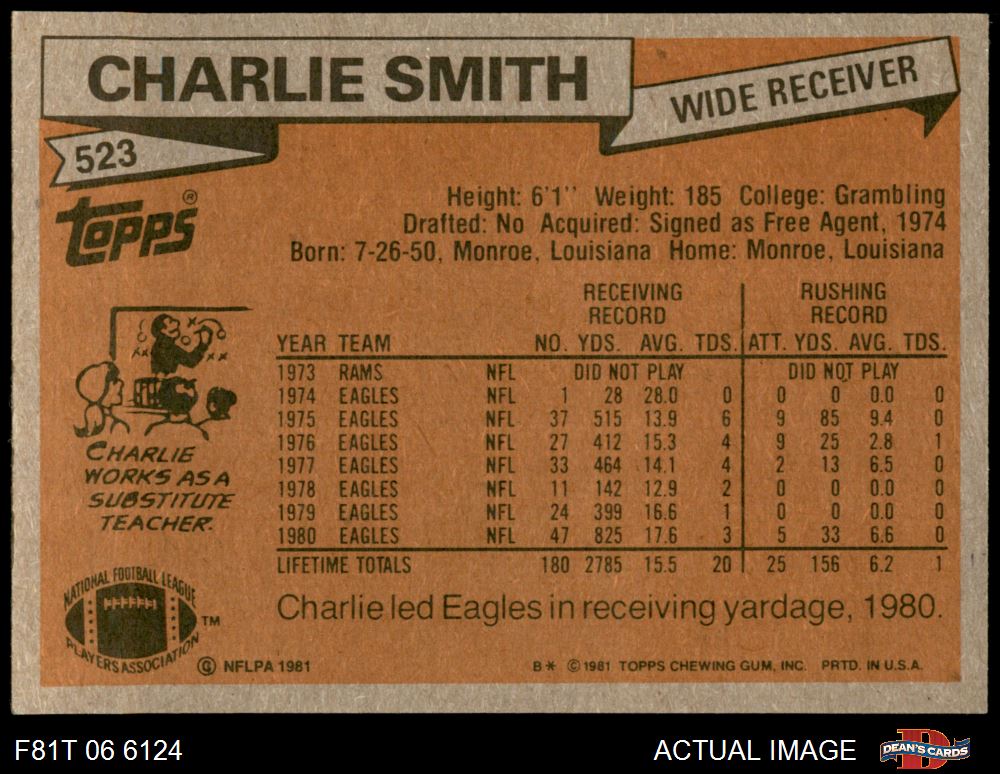 CHARLIE SMITH
WIDE RECEIVER
523
TOPPS ®
Height: 6'1'' Weight: 185 College: Grambling
Drafted: No Acquired: Signed as Free Agent, 1974
Born: 7-26-50, Monroe, Louisiana Home: Monroe, Louisiana
RECEIVING RECORD RUSHING RECORD
YEAR TEAM NO. YDS. AVG. TDS. ATT. YDS. AVG. TDS.
1973 RAMS NFL DID NOT PLAY DID NOT PLAY
1974 EAGLES NFL 1 28 28.0 0 0 0 0.0 0
1975 EAGLES NFL 37 515 13.9 6 9 85 9.4 0
1976 EAGLES NFL 27 412 15.3 4 9 25 2.8 1
1977 EAGLES NFL 33 464 14.1 4 2 13 6.5 0
1978 EAGLES NFL 11 142 12.9 2 0 0 0.0 0
1979 EAGLES NFL 24 399 16.6 1 0 0 0.0 0
1980 EAGLES NFL 47 825 17.6 3 5 33 6.6 0
LIFETIME TOTALS 180 2785 15.5 20 25 156 6.2 1
CHARLIE
WORKS AS A
SUBSTITUTE
TEACHER.
Charlie led Eagles in receiving yardage, 1980.
NATIONAL FOOTBALL LEAGUE
PLAYERS ASSOCIATION
TM
© NFLPA 1981
B* © 1981 TOPPS CHEWING GUM, INC. PRTD. IN U.S.A.
F81T 06 6124
ACTUAL IMAGE
DEAN'S CARDS